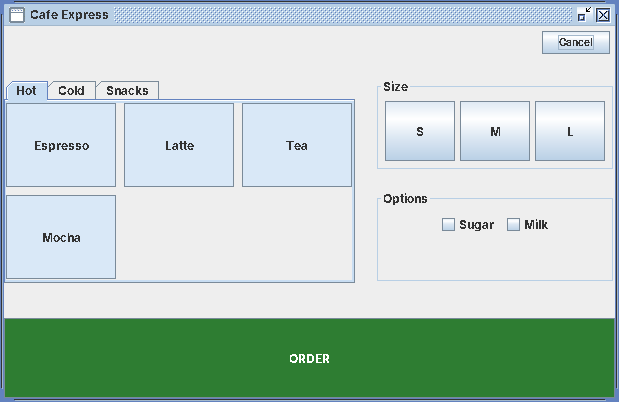 Cafe Express
Cancel
Hot Cold Snacks
Espresso Latte Tea
Mocha
Size
S M L
Options
Sugar Milk
ORDER